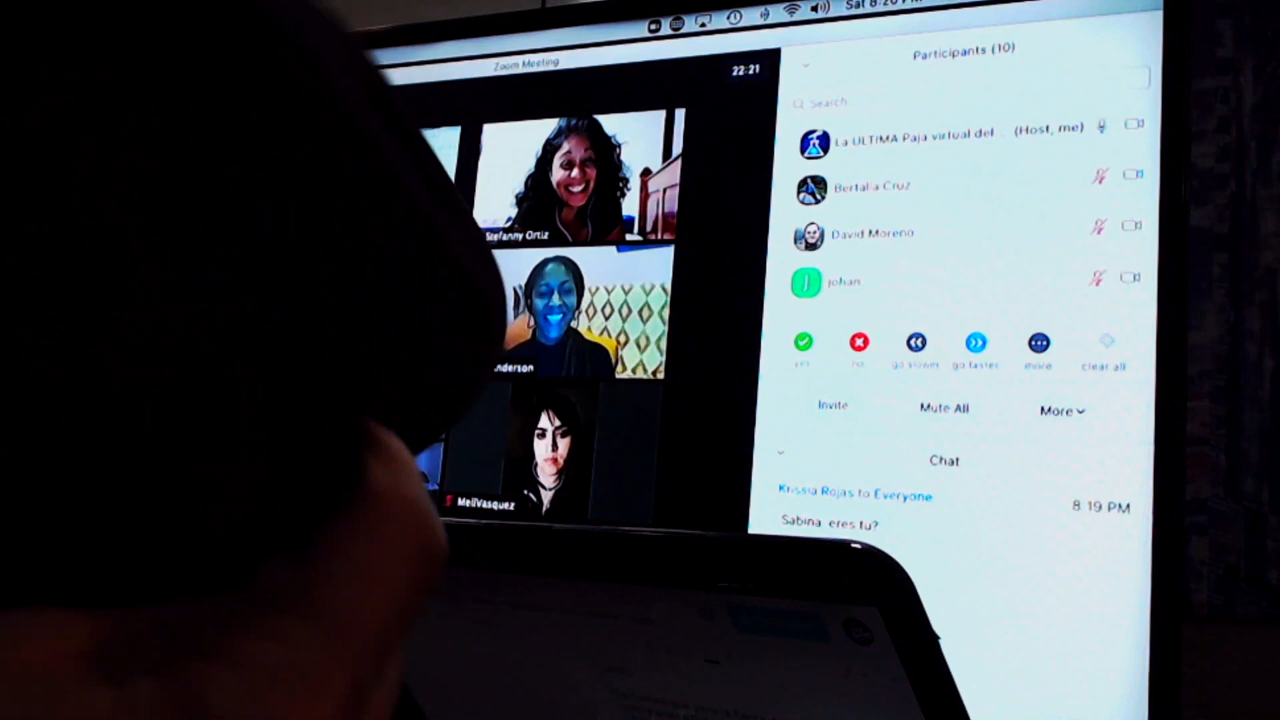 Sat 8:20 PM
Zoom Meeting
22:21
Participants (10)
Search
La ULTIMA Paja virtual del ... (Host, me)
Bertalia Cruz
David Moreno
johan
yes no go slower go faster more clear all
Invite Mute All More
Stefanny Ortiz
nderson
MeliVasquez
Chat
Krissia Rojas to Everyone 8:19 PM
Sabina eres tu?